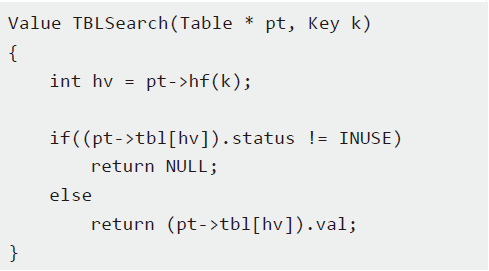 Value TBLSearch(Table * pt, Key k)
{
    int hv = pt->hf(k);

    if((pt->tbl[hv]).status != INUSE)
        return NULL;
    else
        return (pt->tbl[hv]).val;
}